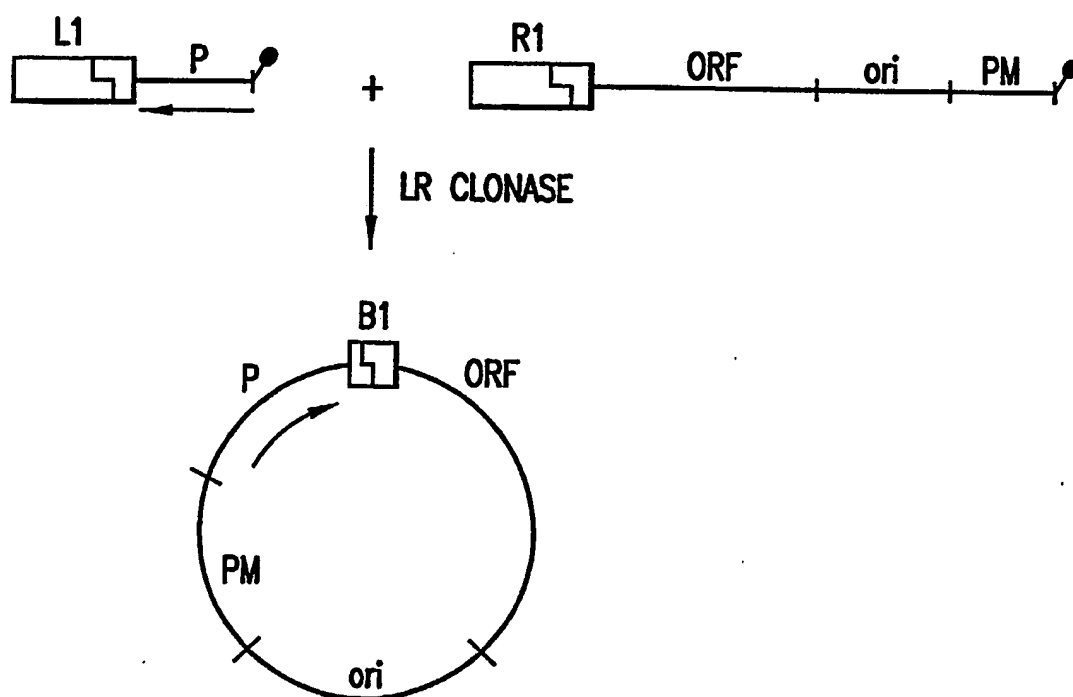 L1 P + R1 ORF ori PM
LR CLONASE
B1
P ORF
PM
ori